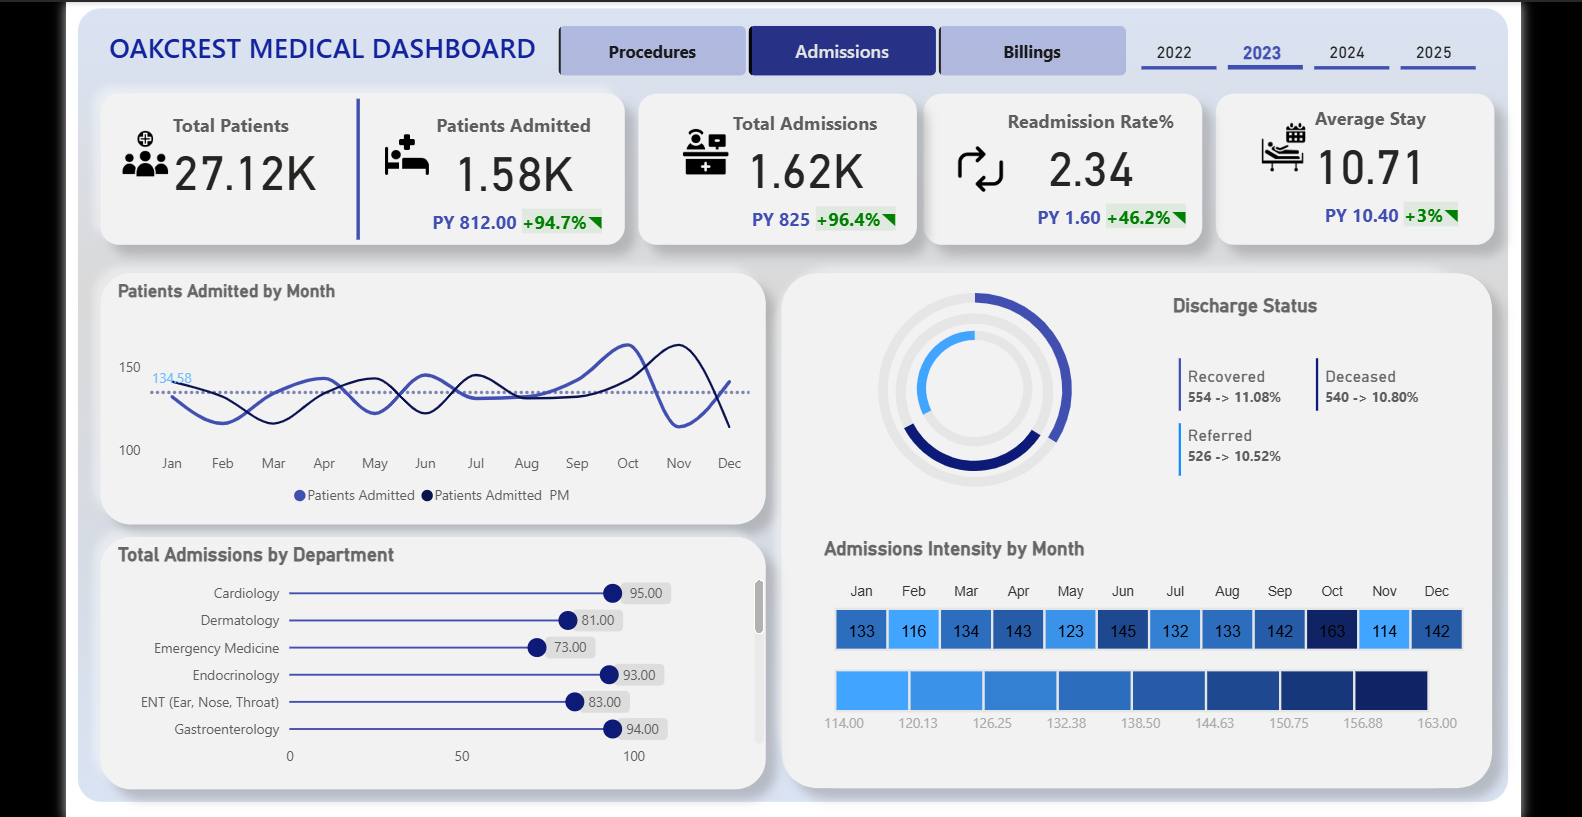 OAKCREST MEDICAL DASHBOARD
Procedures
Admissions
Billings
2022
2023
2024
2025
Total Patients
27.12K
Patients Admitted
1.58K
PY 812.00 +94.7%
Total Admissions
1.62K
PY 825 +96.4%
Readmission Rate%
2.34
PY 1.60 +46.2%
Average Stay
10.71
PY 10.40 +3%
Patients Admitted by Month
150
134.58
100
Jan Feb Mar Apr May Jun Jul Aug Sep Oct Nov Dec
Patients Admitted Patients Admitted PM
Discharge Status
Recovered
554 -> 11.08%
Deceased
540 -> 10.80%
Referred
526 -> 10.52%
Total Admissions by Department
Cardiology 95.00
Dermatology 81.00
Emergency Medicine 73.00
Endocrinology 93.00
ENT (Ear, Nose, Throat) 83.00
Gastroenterology 94.00
0 50 100
Admissions Intensity by Month
Jan Feb Mar Apr May Jun Jul Aug Sep Oct Nov Dec
133 116 134 143 123 145 132 133 142 163 114 142
114.00 120.13 126.25 132.38 138.50 144.63 150.75 156.88 163.00